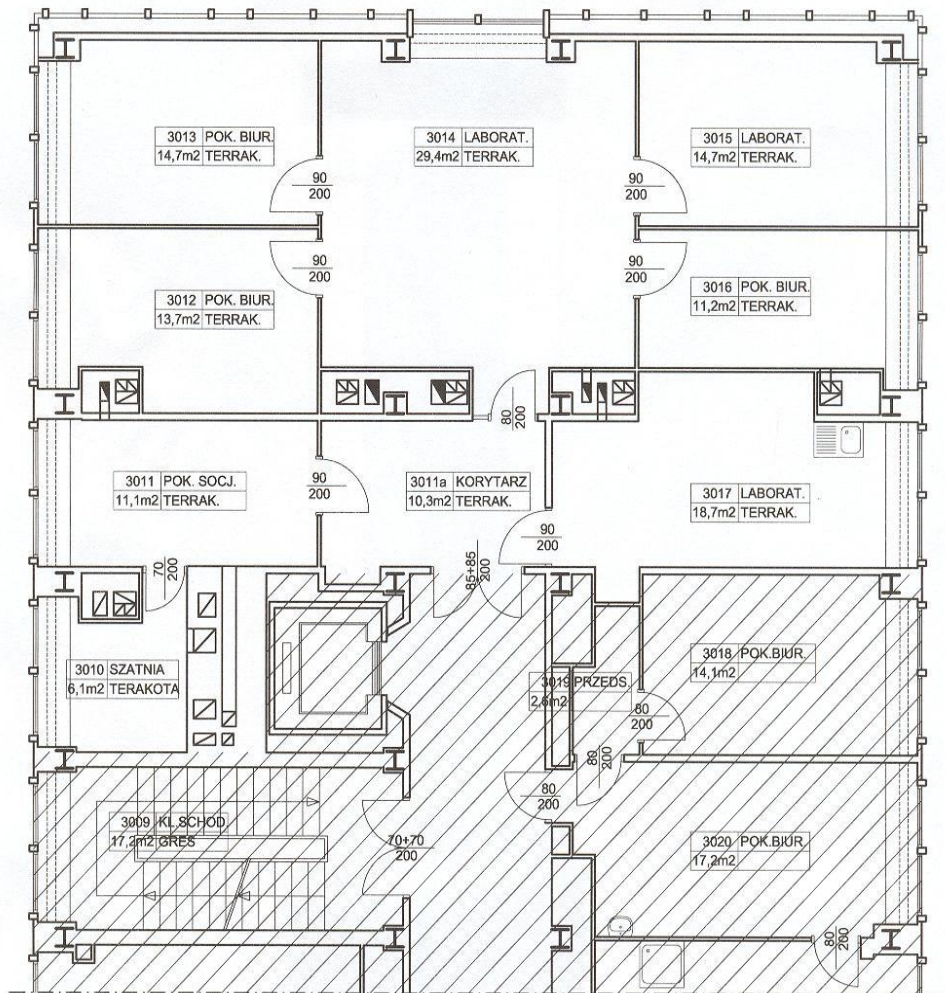 3013 POK. BIUR.
14,7m2 TERRAK.
3014 LABORAT.
29,4m2 TERRAK.
3015 LABORAT.
14,7m2 TERRAK.
90
200
90
200
90
200
90
200
3012 POK. BIUR.
13,7m2 TERRAK.
3016 POK. BIUR.
11,2m2 TERRAK.
80
200
3011 POK. SOCJ.
11,1m2 TERRAK.
90
200
3011a KORYTARZ
10,3m2 TERRAK.
3017 LABORAT.
18,7m2 TERRAK.
90
200
70
200
85+85
200
3010 SZATNIA
6,1m2 TERAKOTA
3019 PRZEDS.
2,6m2
3018 POK.BIUR.
14,1m2
80
200
80
200
80
200
3009 KL.SCHOD.
17,2m2 GRES
70+70
200
3020 POK.BIUR.
17,2m2
80
200